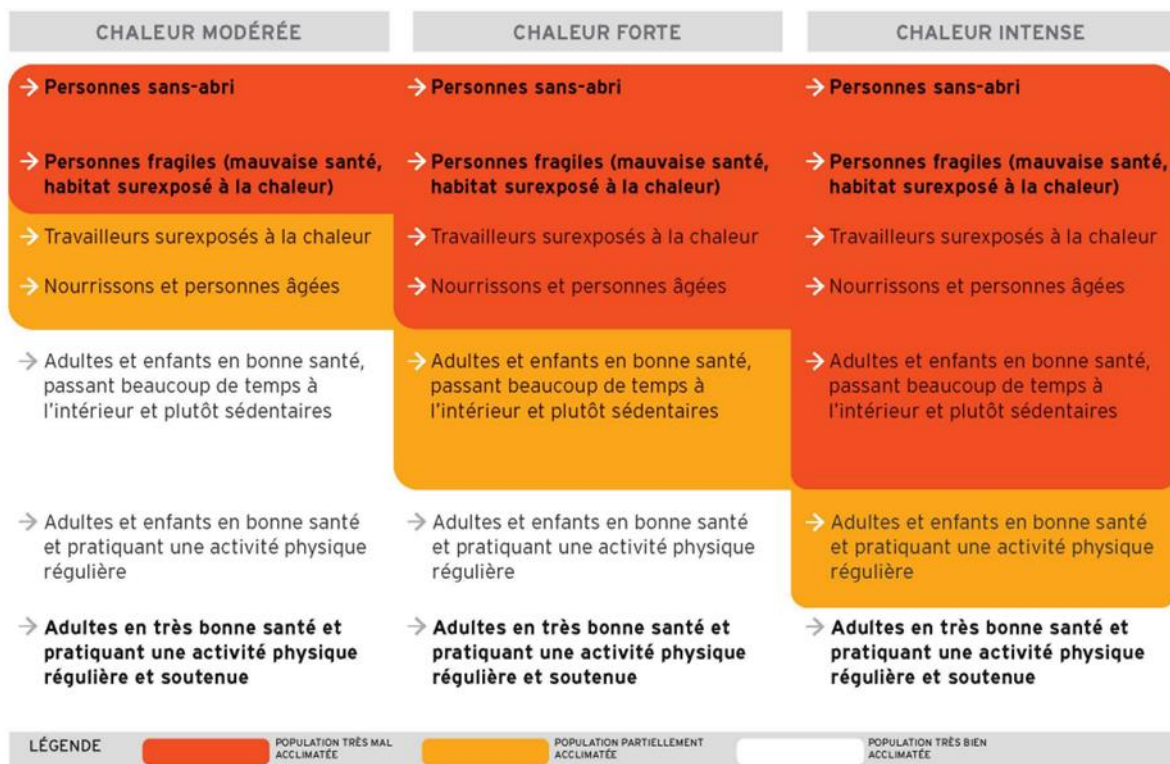 CHALEUR MODÉRÉE
→ Personnes sans-abri
→ Personnes fragiles (mauvaise santé,
habitat surexposé à la chaleur)
→ Travailleurs surexposés à la chaleur
→ Nourrissons et personnes âgées
→ Adultes et enfants en bonne santé,
passant beaucoup de temps à
l'intérieur et plutôt sédentaires
→ Adultes et enfants en bonne santé
et pratiquant une activité physique
régulière
→ Adultes en très bonne santé et
pratiquant une activité physique
régulière et soutenue
CHALEUR FORTE
→ Personnes sans-abri
→ Personnes fragiles (mauvaise santé,
habitat surexposé à la chaleur)
→ Travailleurs surexposés à la chaleur
→ Nourrissons et personnes âgées
→ Adultes et enfants en bonne santé,
passant beaucoup de temps à
l'intérieur et plutôt sédentaires
→ Adultes et enfants en bonne santé
et pratiquant une activité physique
régulière
→ Adultes en très bonne santé et
pratiquant une activité physique
régulière et soutenue
CHALEUR INTENSE
→ Personnes sans-abri
→ Personnes fragiles (mauvaise santé,
habitat surexposé à la chaleur)
→ Travailleurs surexposés à la chaleur
→ Nourrissons et personnes âgées
→ Adultes et enfants en bonne santé,
passant beaucoup de temps à
l'intérieur et plutôt sédentaires
→ Adultes et enfants en bonne santé
et pratiquant une activité physique
régulière
→ Adultes en très bonne santé et
pratiquant une activité physique
régulière et soutenue
LÉGENDE
POPULATION TRÈS MAL
ACCLIMATÉE
POPULATION PARTIELLEMENT
ACCLIMATÉE
POPULATION TRÈS BIEN
ACCLIMATÉE